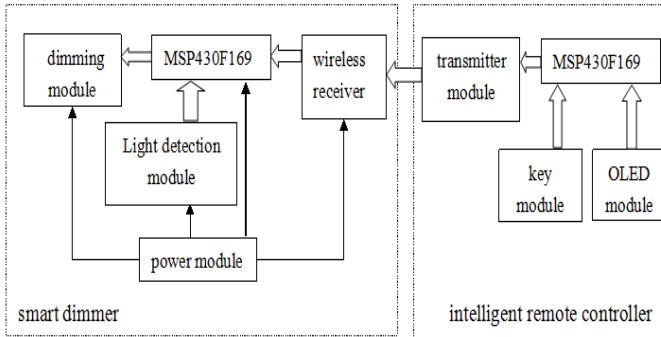 dimming
module
MSP430F169
wireless
receiver
transmitter
module
MSP430F169
Light detection
module
key
module
OLED
module
power module
smart dimmer
intelligent remote controller